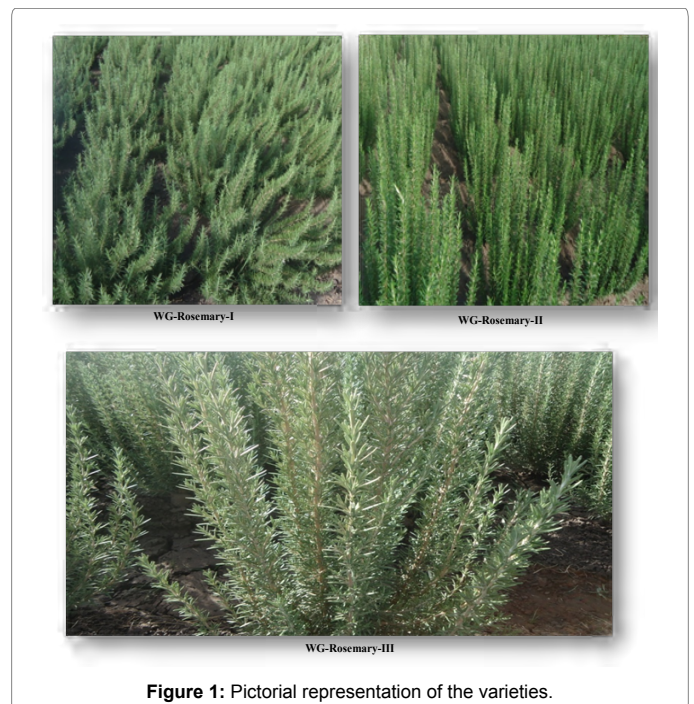 WG-Rosemary-I
WG-Rosemary-II
WG-Rosemary-III
Figure 1: Pictorial representation of the varieties.